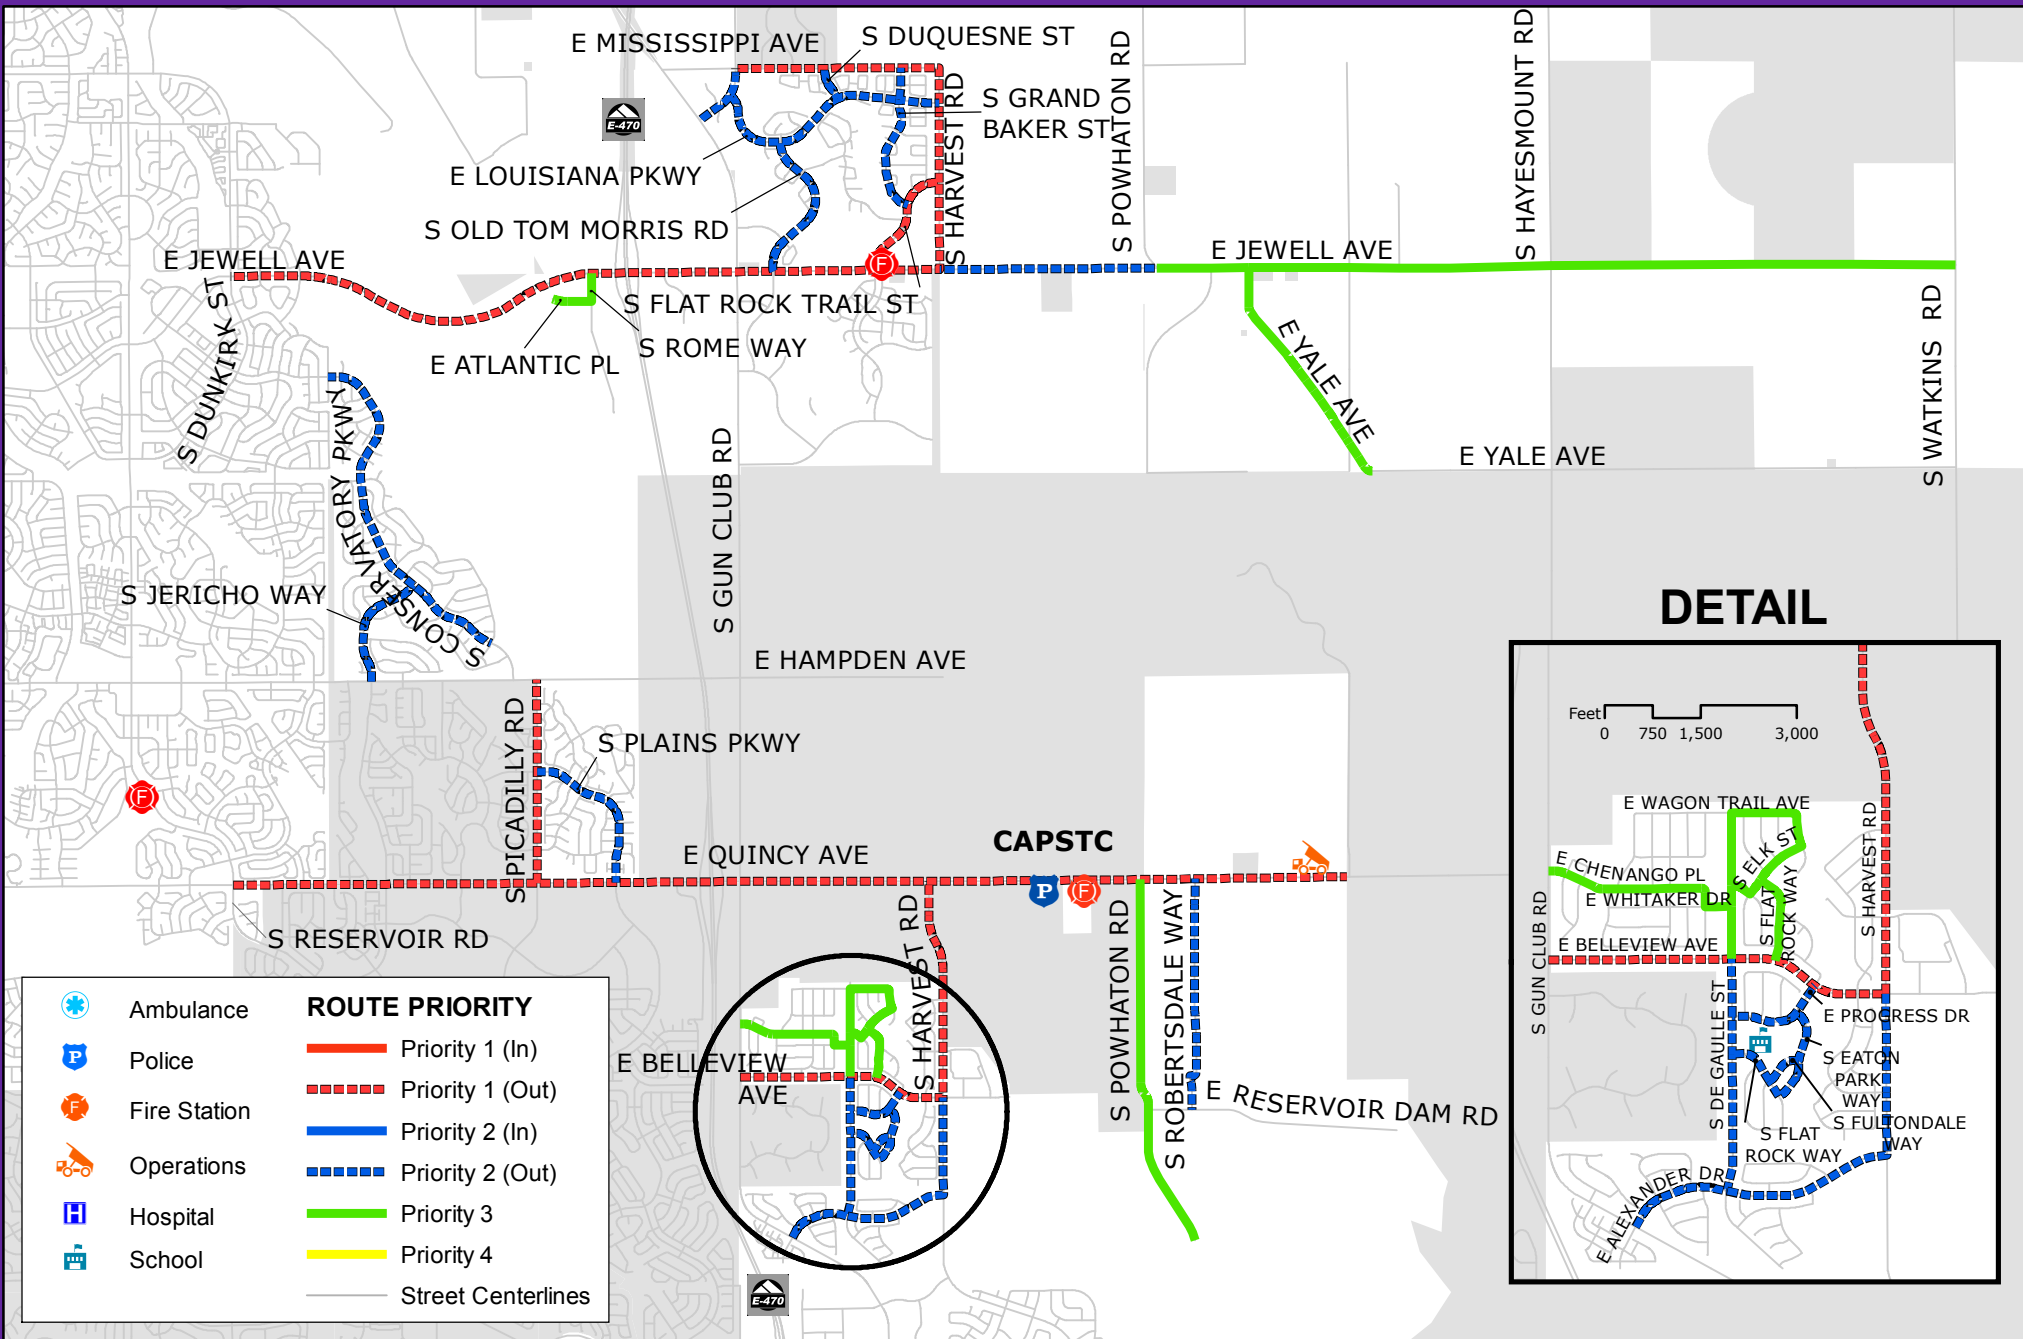 E MISSISSIPPI AVE
S DUQUESNE ST
S GRAND
BAKER ST
E-470
E LOUISIANA PKWY
S OLD TOM MORRIS RD
S HARVEST RD
S POWHATON RD
S HAYESMOUNT RD
E JEWELL AVE
E JEWELL AVE
F
S FLAT ROCK TRAIL ST
S ROME WAY
E ATLANTIC PL
S DUNKIRK ST
E YALE AVE
E YALE AVE
S WATKINS RD
S GUN CLUB RD
S CONSERVATORY PKWY
S JERICHO WAY
E HAMPDEN AVE
S PICADILLY RD
S PLAINS PKWY
F
E QUINCY AVE
CAPSTC
P
F
S RESERVOIR RD
S HARVEST RD
S HARVEST RD
S POWHATON RD
S ROBERTSDALE WAY
E RESERVOIR DAM RD
E BELLEVIEW
AVE
E-470
Ambulance
P
Police
F
Fire Station
Operations
H
Hospital
School
ROUTE PRIORITY
Priority 1 (In)
Priority 1 (Out)
Priority 2 (In)
Priority 2 (Out)
Priority 3
Priority 4
Street Centerlines
DETAIL
Feet
0 750 1,500 3,000
E WAGON TRAIL AVE
S ELK ST
E CHENANGO PL
E WHITAKER DR
S FLAT
ROCK WAY
S HARVEST RD
S GUN CLUB RD
E BELLEVIEW AVE
S DE GAULLE ST
E PROGRESS DR
S EATON
PARK
WAY
S FULTONDALE
WAY
S FLAT
ROCK WAY
E ALEXANDER DR